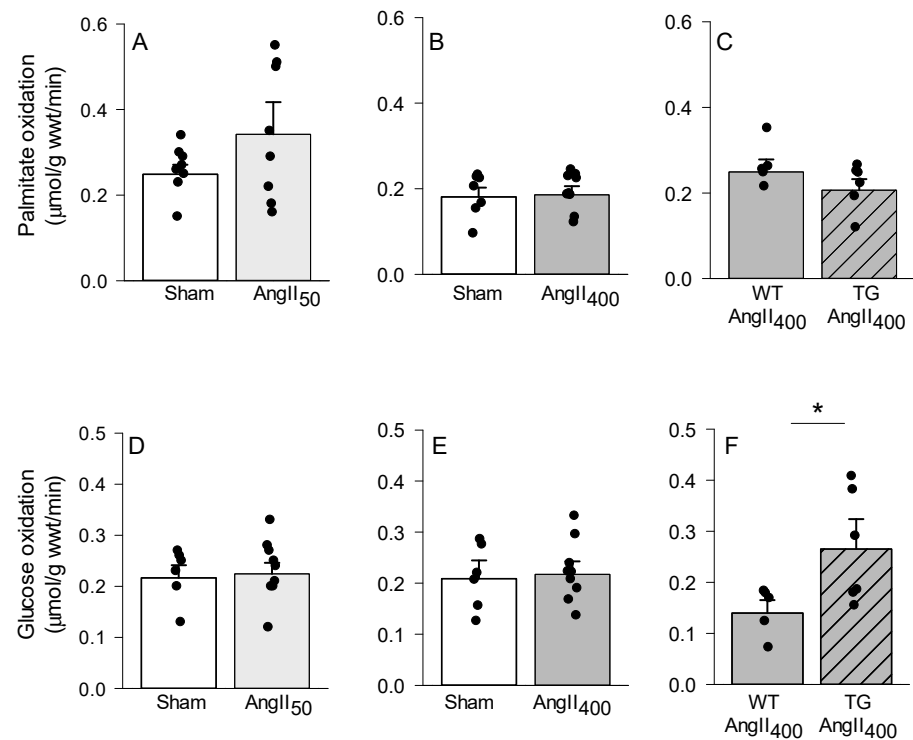 Palmitate oxidation
(µmol/g wwt/min)
A
0.6
0.4
0.2
0.0
Sham
AngII50
B
0.6
0.4
0.2
0.0
Sham
AngII400
C
0.6
0.4
0.2
0.0
WT
AngII400
TG
AngII400
Glucose oxidation
(µmol/g wwt/min)
D
0.5
0.4
0.3
0.2
0.1
0.0
Sham
AngII50
E
0.5
0.4
0.3
0.2
0.1
0.0
Sham
AngII400
*
F
0.5
0.4
0.3
0.2
0.1
0.0
WT
AngII400
TG
AngII400